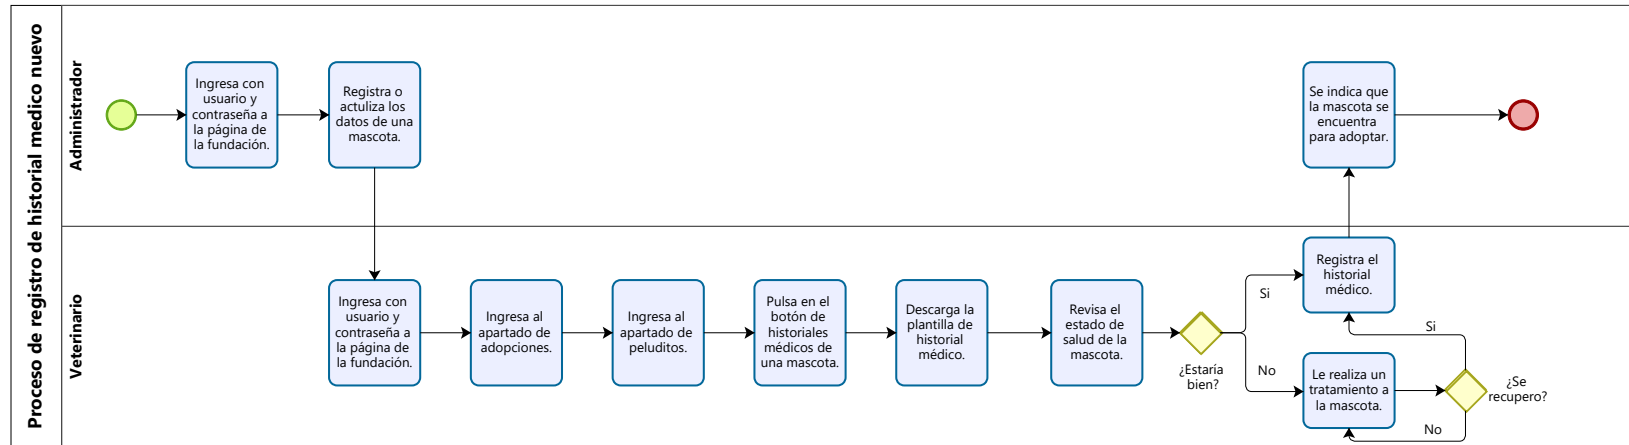 Proceso de registro de historial medico nuevo
Administrador
Ingresa con
usuario y
contraseña a
la página de
la fundación.
Registra o
actuliza los
datos de una
mascota.
Se indica que
la mascota se
encuentra
para adoptar.
Veterinario
Ingresa con
usuario y
contraseña a
la página de
la fundación.
Ingresa al
apartado de
adopciones.
Ingresa al
apartado de
peluditos.
Pulsa en el
botón de
historiales
médicos de
una mascota.
Descarga la
plantilla de
historial
médico.
Revisa el
estado de
salud de la
mascota.
¿Estaría
bien?
Si
No
Registra el
historial
médico.
Le realiza un
tratamiento a
la mascota.
¿Se
recupero?
Si
No